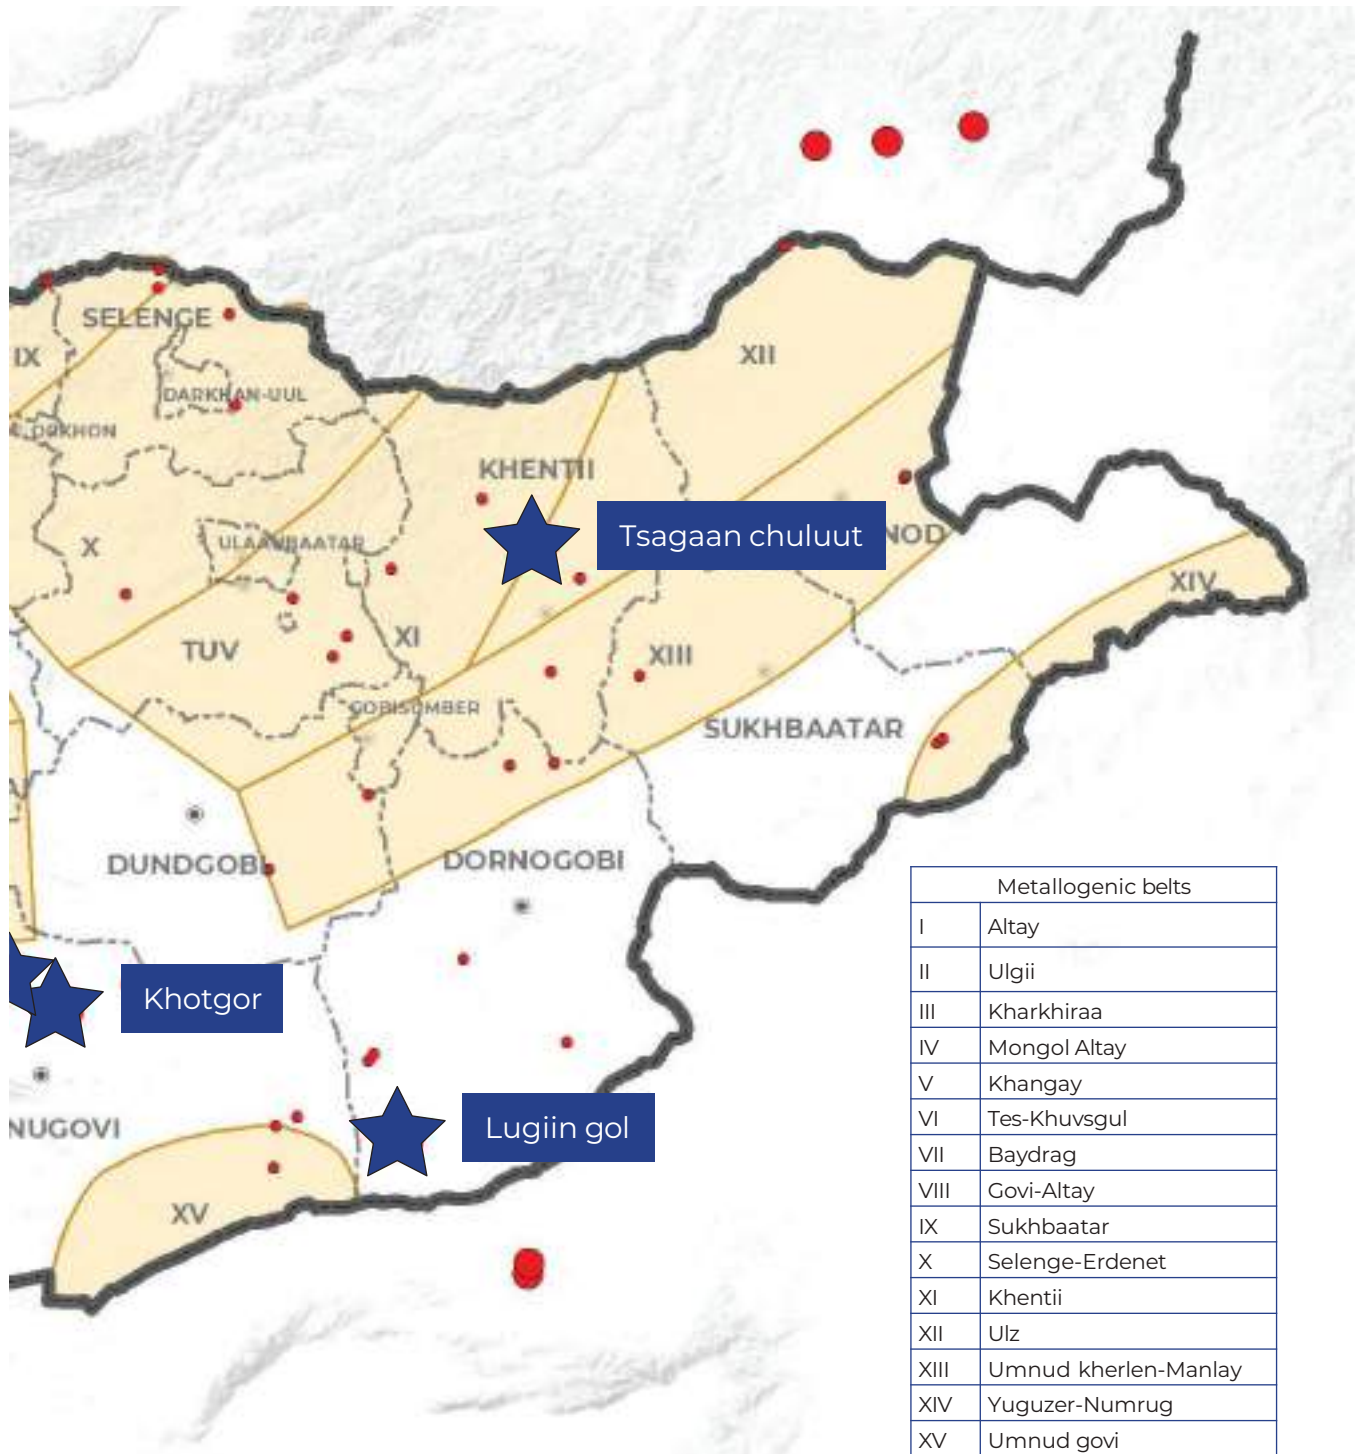 SELENGE
IX
XII
DARKHAN-UUL
ORKHON
KHENTII
Tsagaan chuluut
NOD
X
ULAANBAATAR
XIV
TUV
XI
XIII
GOBISUMBER
SUKHBAATAR
DUNDGOBI
DORNOGOBI
Khotgor
NUGOVI
Lugiin gol
XV
Metallogenic belts
I Altay
II Ulgii
III Kharkhiraa
IV Mongol Altay
V Khangay
VI Tes-Khuvsgul
VII Baydrag
VIII Govi-Altay
IX Sukhbaatar
X Selenge-Erdenet
XI Khentii
XII Ulz
XIII Umnud kherlen-Manlay
XIV Yuguzer-Numrug
XV Umnud govi